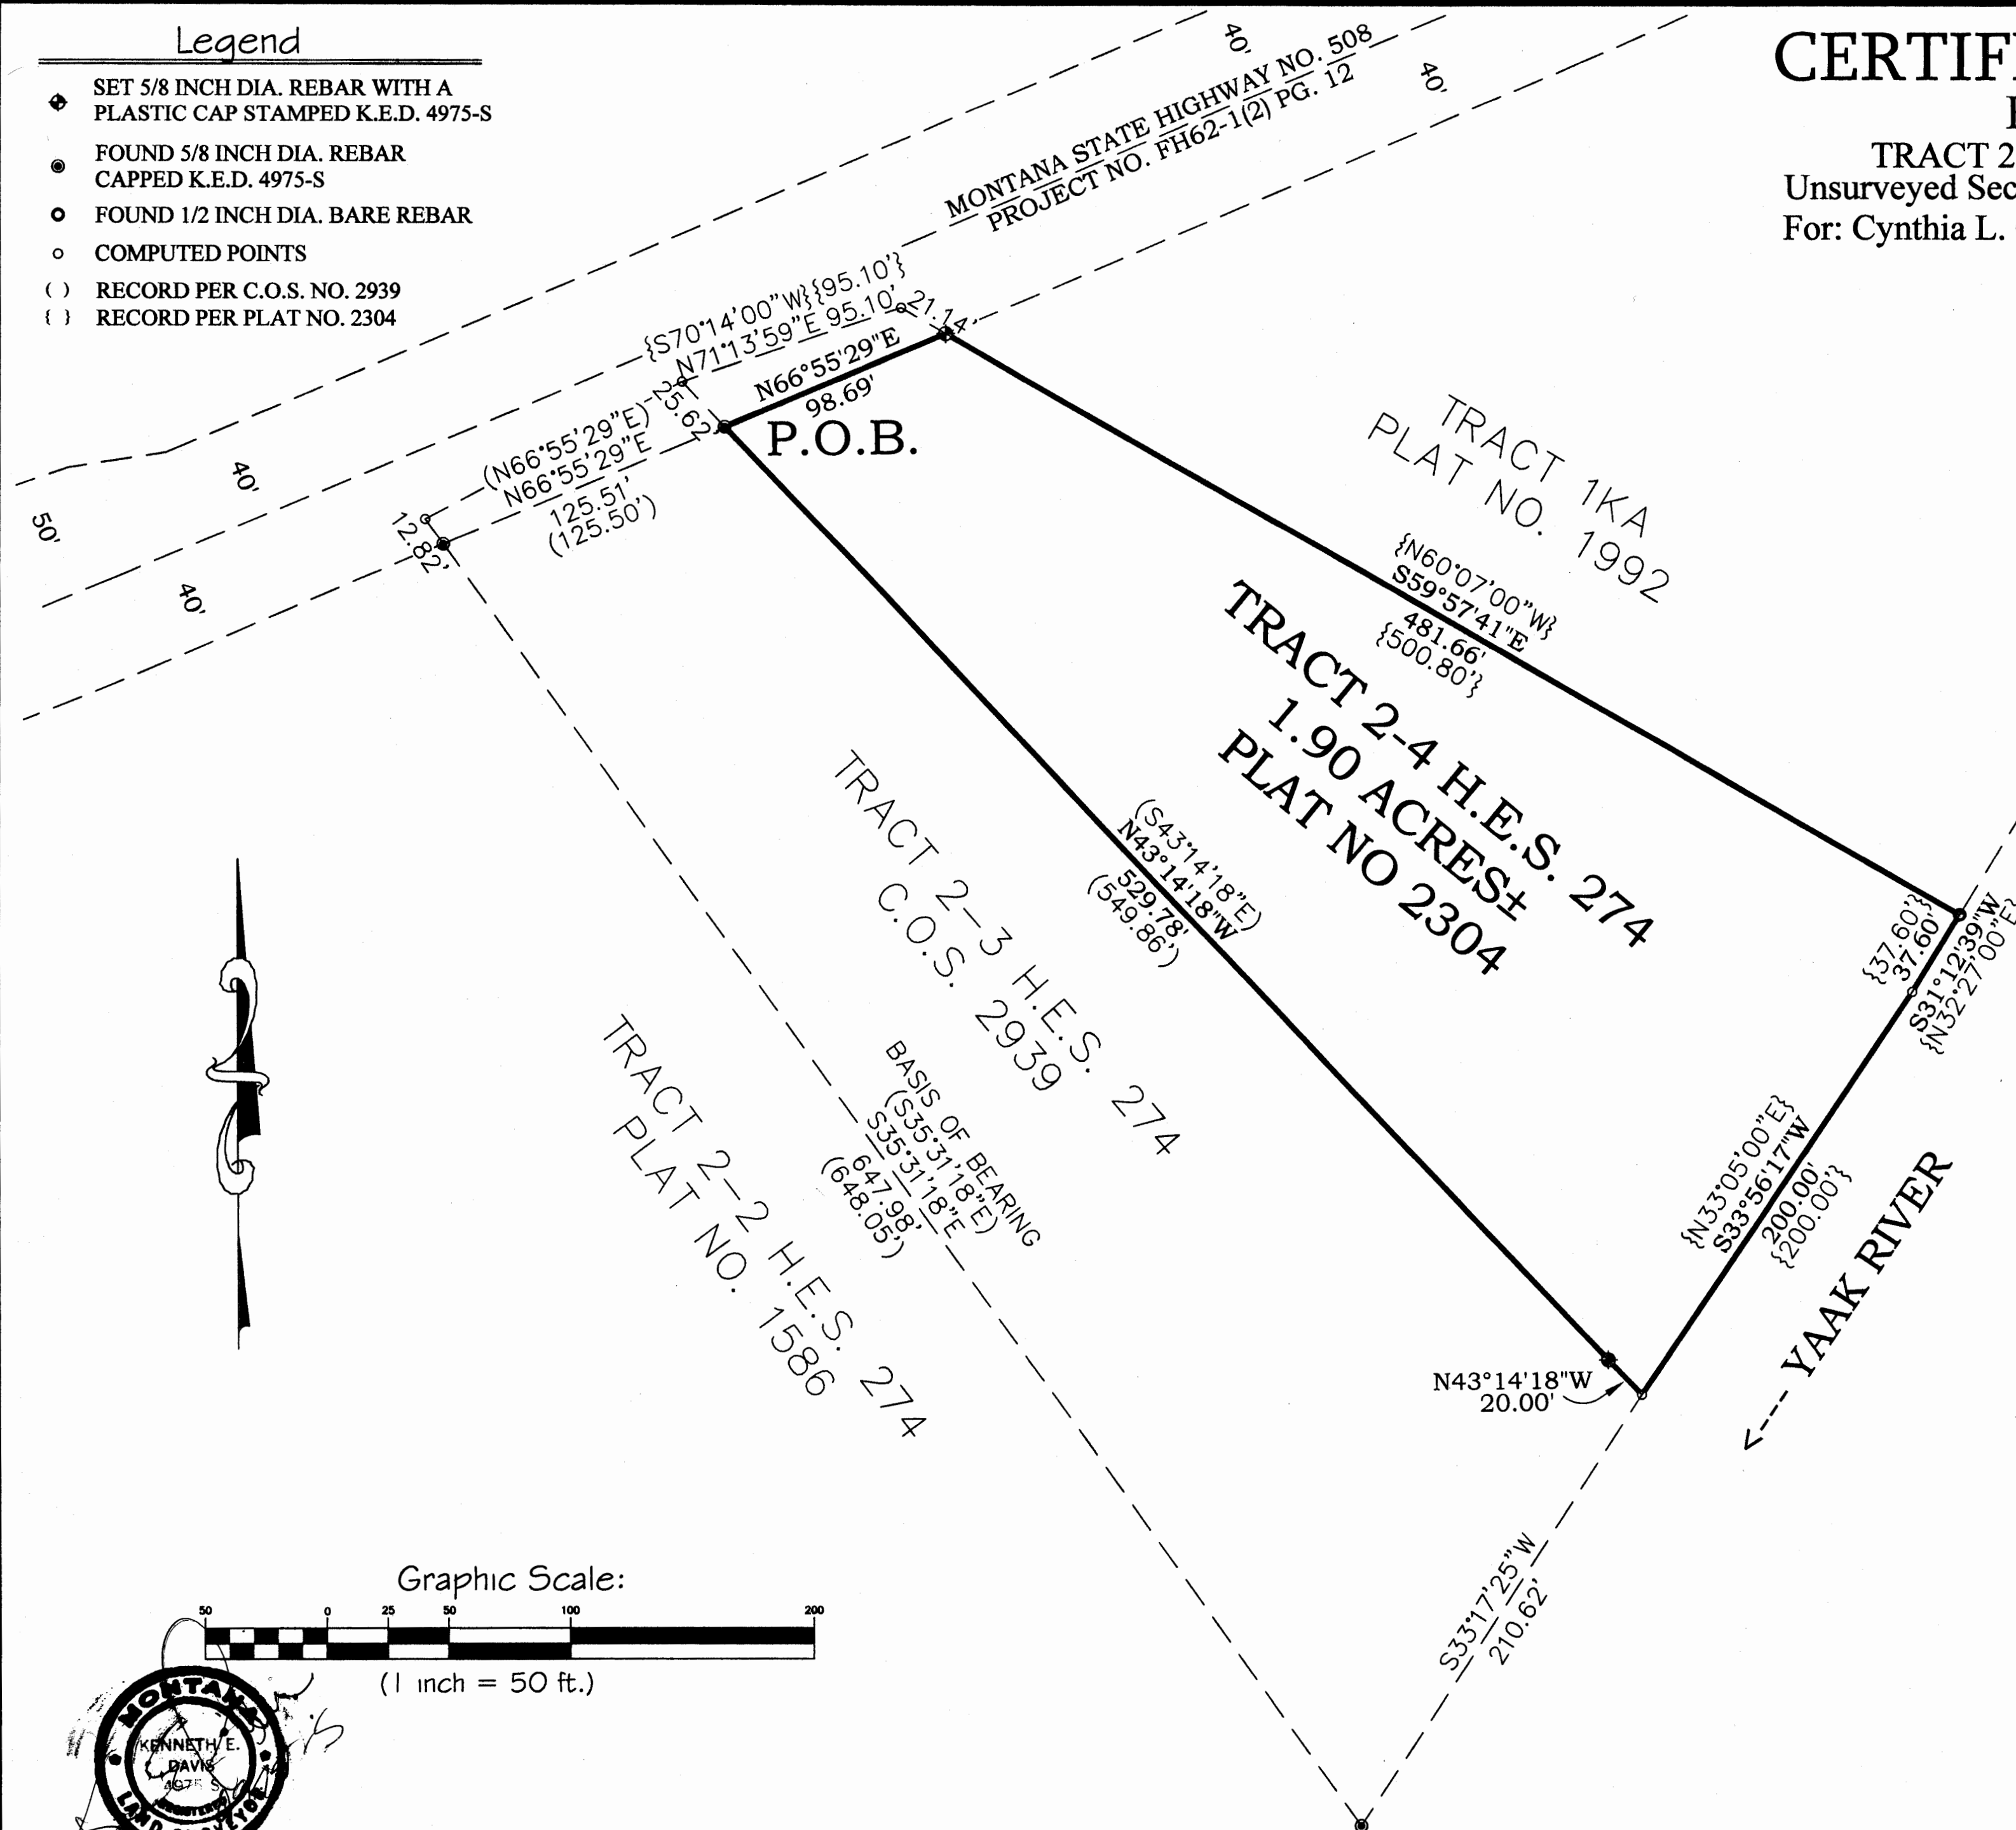 Legend
SET 5/8 INCH DIA. REBAR WITH A
PLASTIC CAP STAMPED K.E.D. 4975-S
FOUND 5/8 INCH DIA. REBAR
CAPPED K.E.D. 4975-S
FOUND 1/2 INCH DIA. BARE REBAR
COMPUTED POINTS
( ) RECORD PER C.O.S. NO. 2939
{ } RECORD PER PLAT NO. 2304
40'
40'
MONTANA STATE HIGHWAY NO. 508
PROJECT NO. FH62-1(2) PG. 12
CERTIF
TRACT 2
Unsurveyed Sec
For: Cynthia L.
{S70°14'00"W}{95.10'}
N71°13'59"E 95.10'
21.14'
N66°55'29"E
98.69'
25.62'
P.O.B.
(N66°55'29"E)
N66°55'29"E
125.51'
(125.50')
12.82'
40'
50'
40'
TRACT 1KA
PLAT NO. 1992
{N60°07'00"W}
S59°57'41"E
481.66'
{500.80'}
TRACT 2-4 H.E.S. 274
1.90 ACRES±
PLAT NO 2304
(S43°14'18"E)
N43°14'18"W
529.78'
(549.86')
{37.60'}
37.60'
S31°12'39"W
{N32°27'00"E}
TRACT 2-3 H.E.S. 274
C.O.S. 2939
BASIS OF BEARING
(S35°31'18"E)
S35°31'18"E
647.98'
(648.05')
TRACT 2-2 H.E.S. 274
PLAT NO. 1586
{N33°05'00"E}
S33°56'17"W
200.00'
{200.00'}
<--- YAAK RIVER
N43°14'18"W
20.00'
S33°17'25"W
210.62'
Graphic Scale:
50 0 25 50 100 200
(1 inch = 50 ft.)
MONTANA
KENNETH E.
DAVIS
4975 S
REGISTERED
LAND SURVEYOR